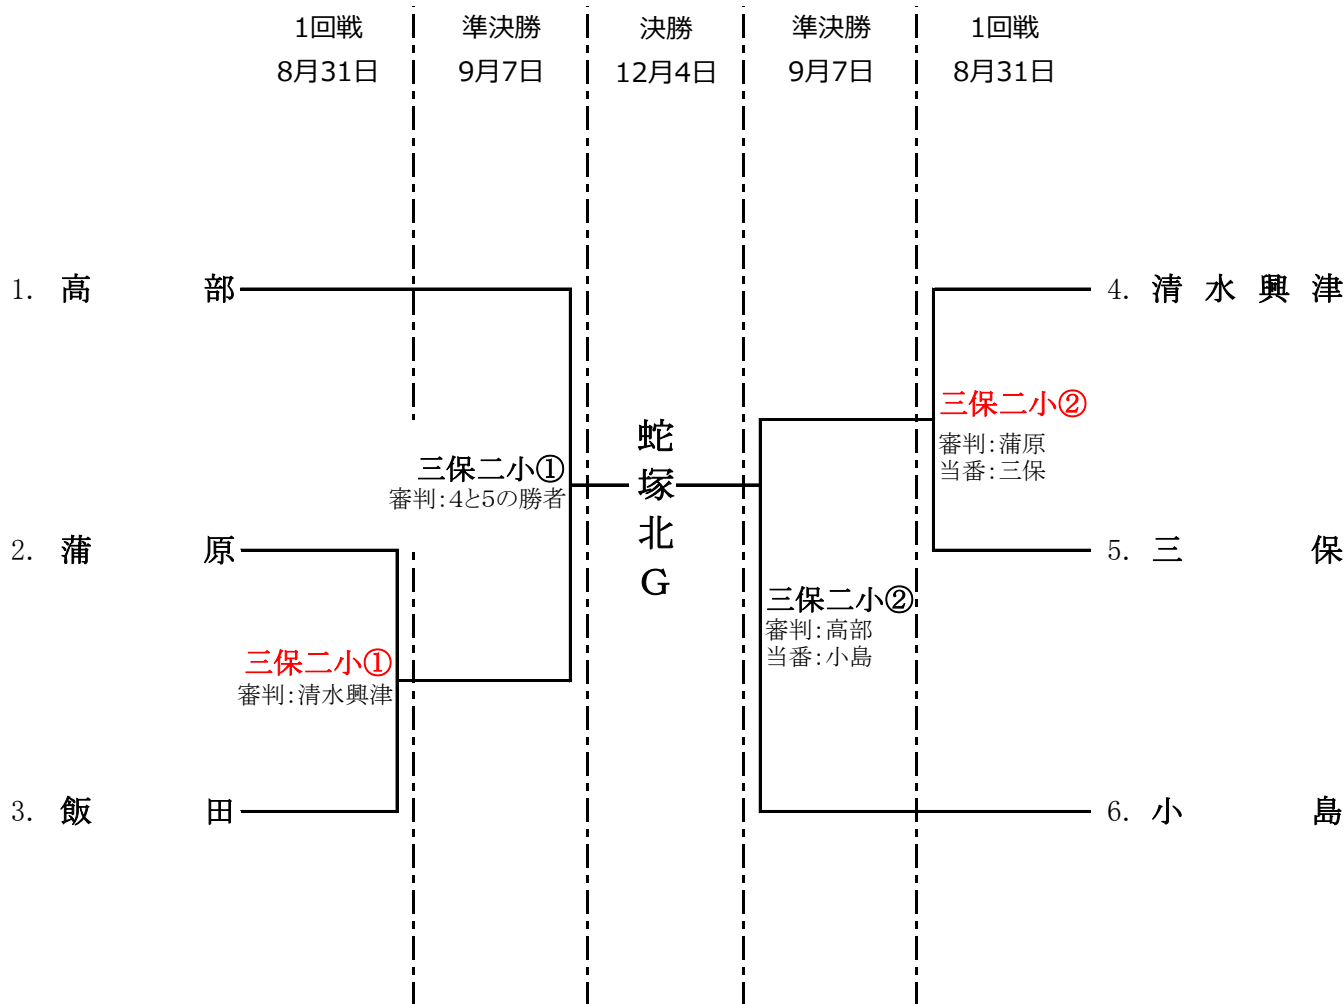 1回戦 準決勝 決勝 準決勝 1回戦
8月31日 9月7日 12月4日 9月7日 8月31日
1. 高部
4. 清水興津
三保二小②
審判:蒲原
当番:三保
三保二小①
審判:4と5の勝者
蛇塚北G
2. 蒲原
5. 三保
三保二小②
審判:高部
当番:小島
三保二小①
審判:清水興津
3. 飯田
6. 小島